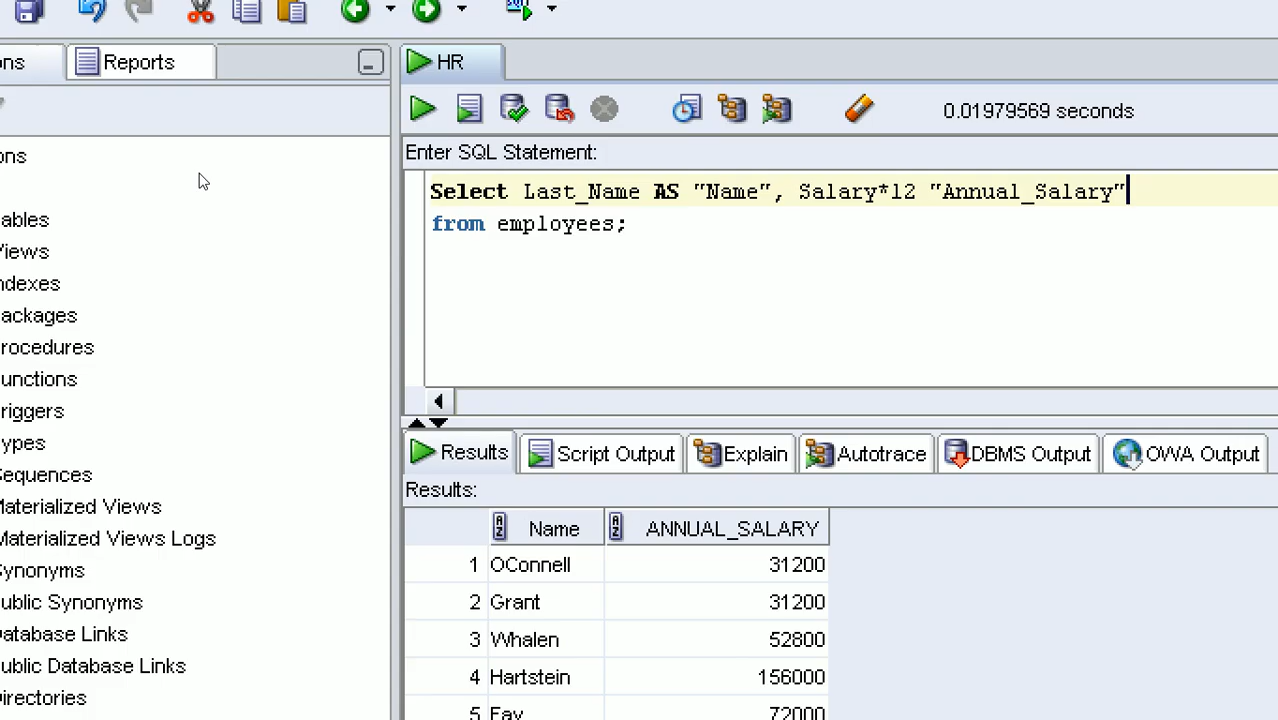 ons
Reports
HR
0.01979569 seconds
ons
Enter SQL Statement:
Select Last_Name AS "Name", Salary*12 "Annual_Salary"
from employees;
ables
Views
ndexes
ackages
rocedures
unctions
riggers
ypes
Sequences
Materialized Views
Materialized Views Logs
Synonyms
ublic Synonyms
Database Links
ublic Database Links
Directories
Results
Script Output
Explain
Autotrace
DBMS Output
OWA Output
Results:
Name ANNUAL_SALARY
1 OConnell 31200
2 Grant 31200
3 Whalen 52800
4 Hartstein 156000
5 Fay 72000